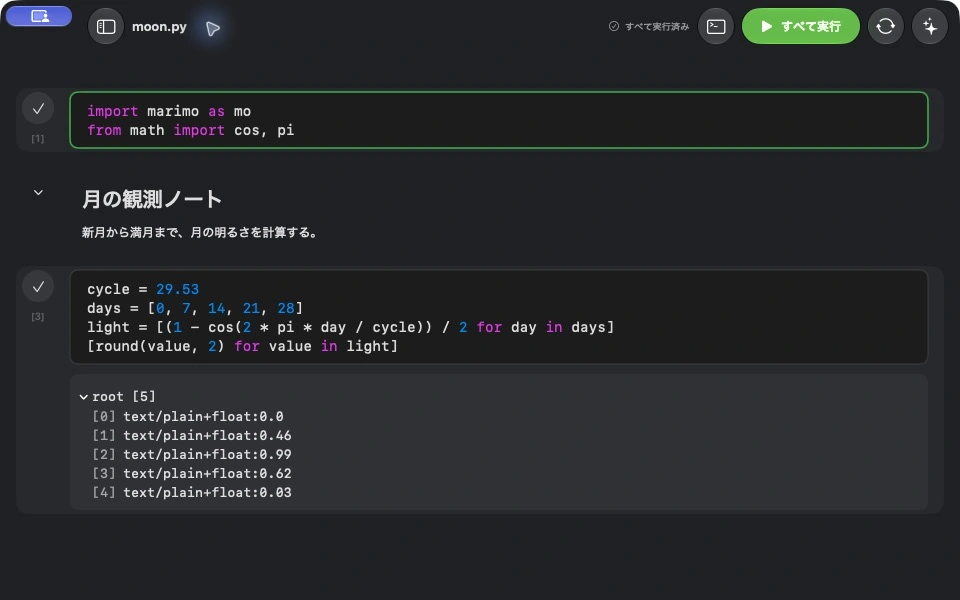 moon.py
すべて実行済み
すべて実行
import marimo as mo
from math import cos, pi
[1]
月の観測ノート
新月から満月まで、月の明るさを計算する。
cycle = 29.53
days = [0, 7, 14, 21, 28]
light = [(1 - cos(2 * pi * day / cycle)) / 2 for day in days]
[round(value, 2) for value in light]
[3]
root [5]
[0] text/plain+float:0.0
[1] text/plain+float:0.46
[2] text/plain+float:0.99
[3] text/plain+float:0.62
[4] text/plain+float:0.03